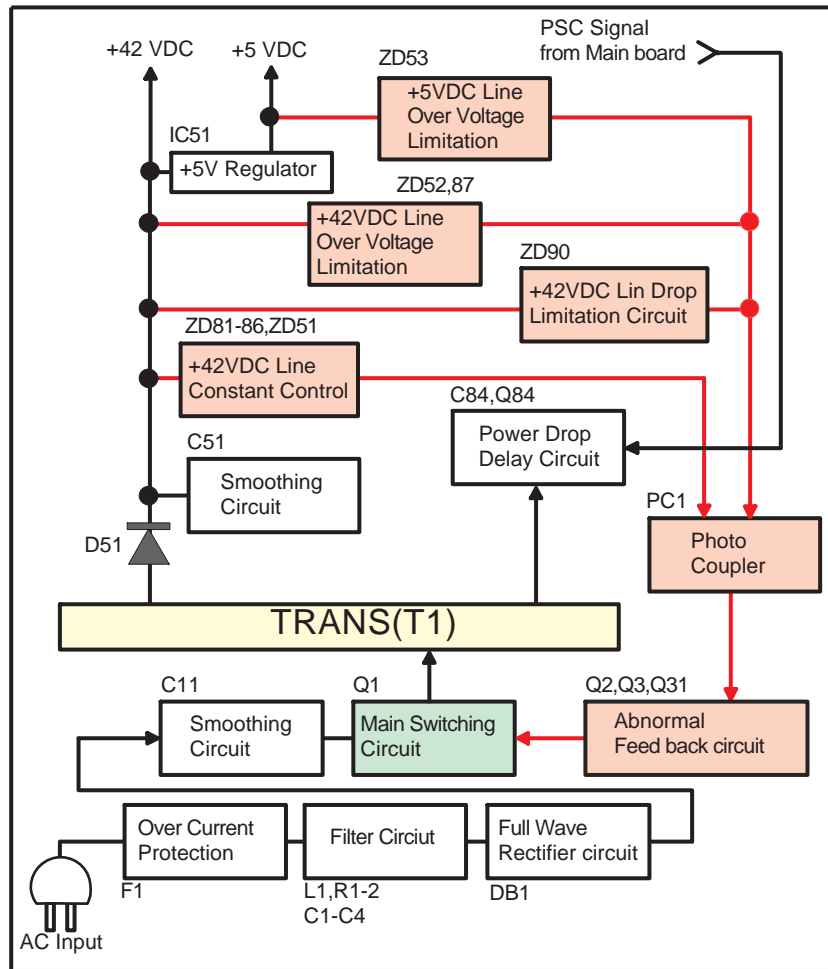 +42 VDC
+5 VDC
PSC Signal
from Main board
ZD53
+5VDC Line
Over Voltage
Limitation
IC51
+5V Regulator
ZD52,87
+42VDC Line
Over Voltage
Limitation
ZD90
+42VDC Lin Drop
Limitation Circuit
ZD81-86,ZD51
+42VDC Line
Constant Control
C84,Q84
Power Drop
Delay Circuit
C51
Smoothing
Circuit
D51
PC1
Photo
Coupler
TRANS(T1)
C11
Smoothing
Circuit
Q1
Main Switching
Circuit
Q2,Q3,Q31
Abnormal
Feed back circuit
Over Current
Protection
F1
Filter Circiut
L1,R1-2
C1-C4
Full Wave
Rectifier circuit
DB1
AC Input